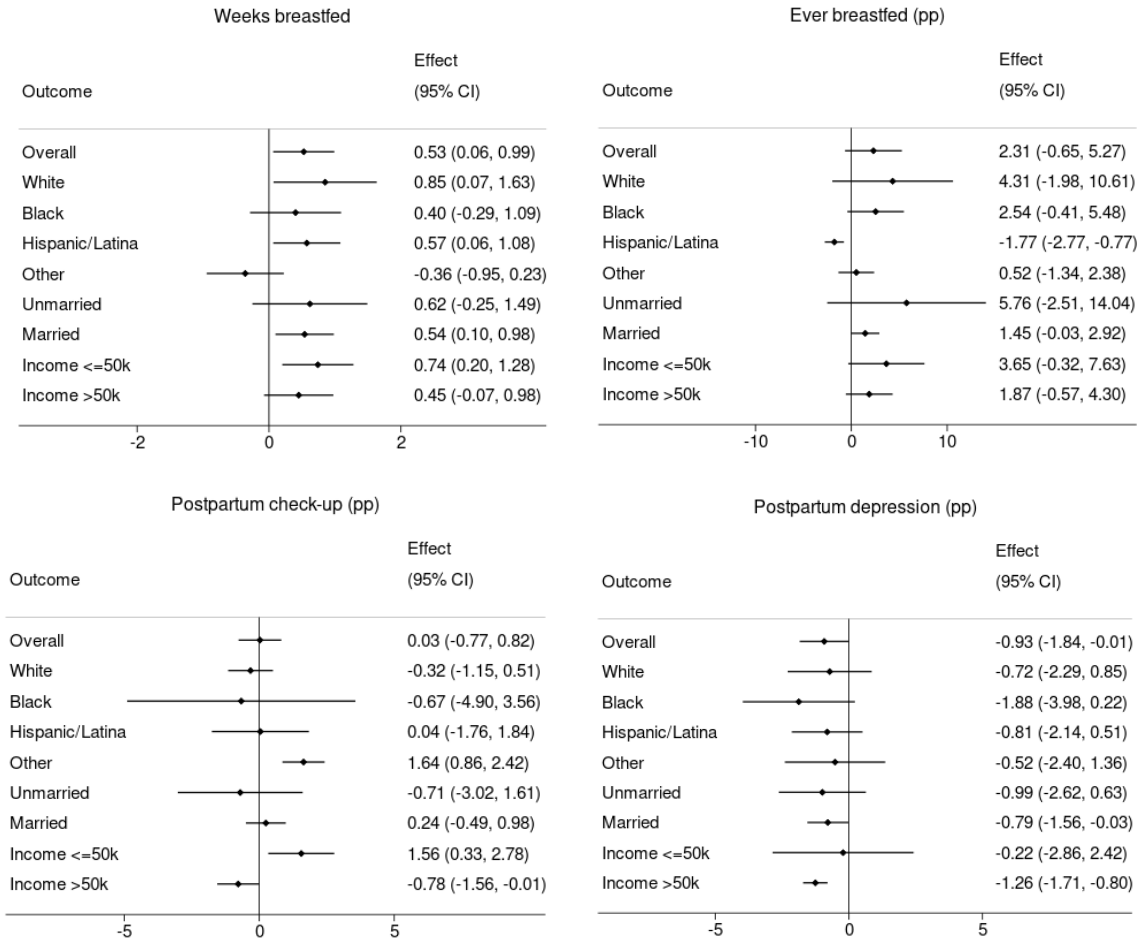 Weeks breastfed
Effect
Outcome (95% CI)
Overall 0.53 (0.06, 0.99)
White 0.85 (0.07, 1.63)
Black 0.40 (-0.29, 1.09)
Hispanic/Latina 0.57 (0.06, 1.08)
Other -0.36 (-0.95, 0.23)
Unmarried 0.62 (-0.25, 1.49)
Married 0.54 (0.10, 0.98)
Income <=50k 0.74 (0.20, 1.28)
Income >50k 0.45 (-0.07, 0.98)
-2 0 2
Ever breastfed (pp)
Effect
Outcome (95% CI)
Overall 2.31 (-0.65, 5.27)
White 4.31 (-1.98, 10.61)
Black 2.54 (-0.41, 5.48)
Hispanic/Latina -1.77 (-2.77, -0.77)
Other 0.52 (-1.34, 2.38)
Unmarried 5.76 (-2.51, 14.04)
Married 1.45 (-0.03, 2.92)
Income <=50k 3.65 (-0.32, 7.63)
Income >50k 1.87 (-0.57, 4.30)
-10 0 10
Postpartum check-up (pp)
Effect
Outcome (95% CI)
Overall 0.03 (-0.77, 0.82)
White -0.32 (-1.15, 0.51)
Black -0.67 (-4.90, 3.56)
Hispanic/Latina 0.04 (-1.76, 1.84)
Other 1.64 (0.86, 2.42)
Unmarried -0.71 (-3.02, 1.61)
Married 0.24 (-0.49, 0.98)
Income <=50k 1.56 (0.33, 2.78)
Income >50k -0.78 (-1.56, -0.01)
-5 0 5
Postpartum depression (pp)
Effect
Outcome (95% CI)
Overall -0.93 (-1.84, -0.01)
White -0.72 (-2.29, 0.85)
Black -1.88 (-3.98, 0.22)
Hispanic/Latina -0.81 (-2.14, 0.51)
Other -0.52 (-2.40, 1.36)
Unmarried -0.99 (-2.62, 0.63)
Married -0.79 (-1.56, -0.03)
Income <=50k -0.22 (-2.86, 2.42)
Income >50k -1.26 (-1.71, -0.80)
-5 0 5